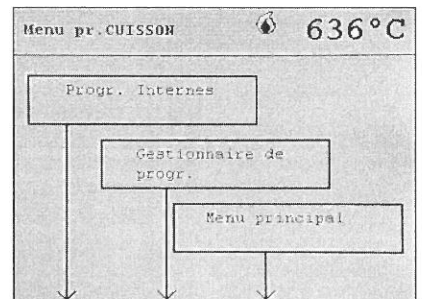 Menu pr.CUISSON
636°C
Progr. Internes
Gestionnaire de
progr.
Menu principal